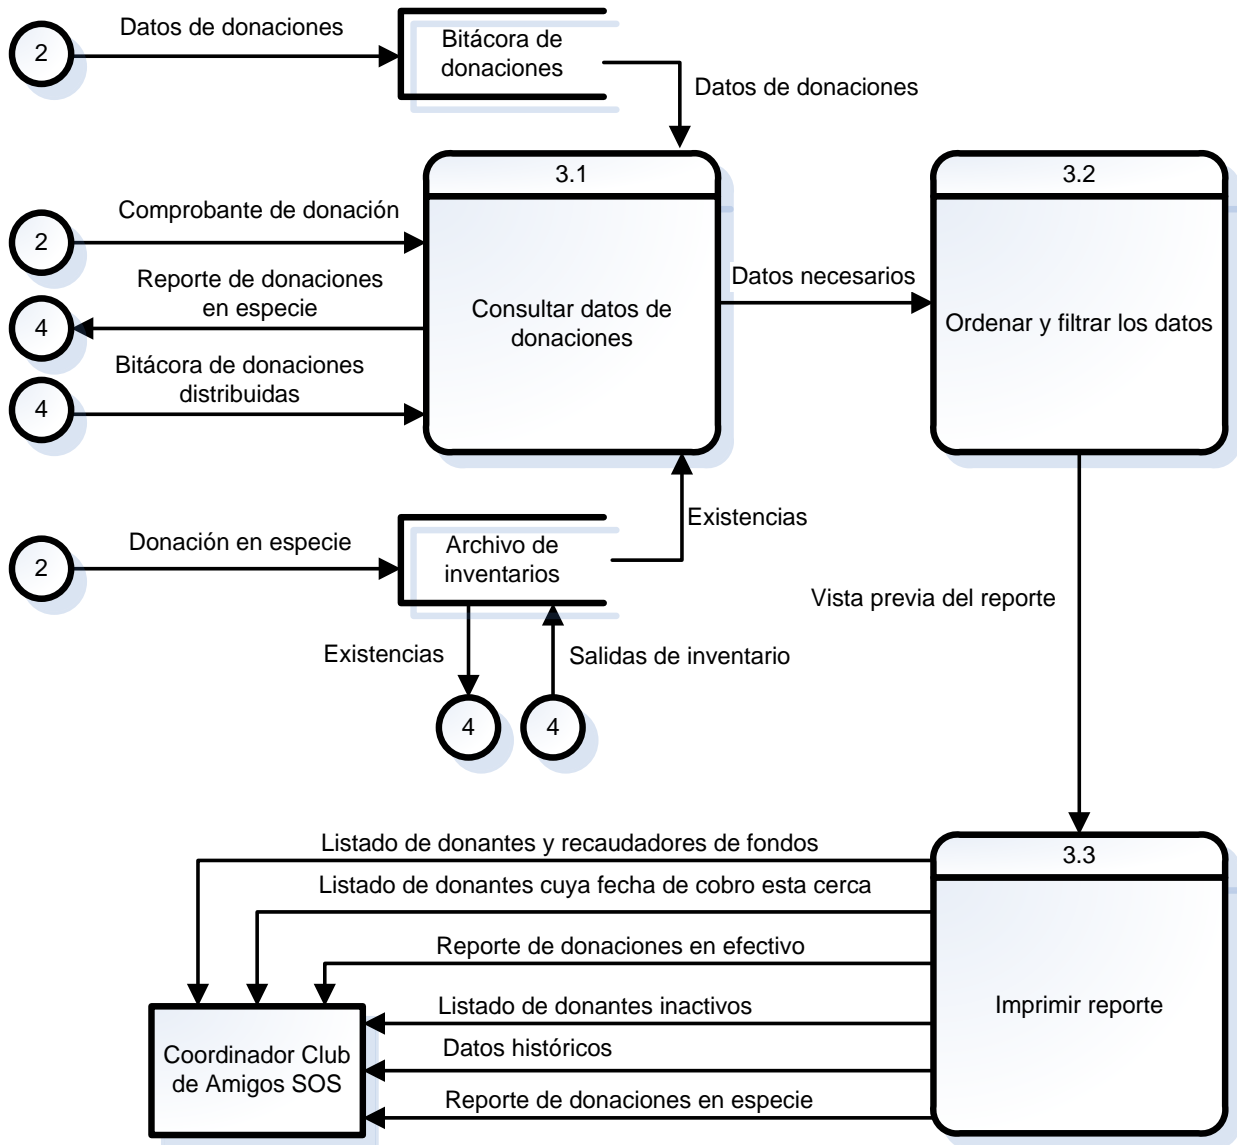 2
Datos de donaciones
Bitácora de
donaciones
Datos de donaciones
3.1
3.2
2
Comprobante de donación
Reporte de donaciones
en especie
4
Bitácora de donaciones
distribuidas
4
Consultar datos de
donaciones
Datos necesarios
Ordenar y filtrar los datos
2
Donación en especie
Archivo de
inventarios
Existencias
Existencias
Salidas de inventario
4
4
Vista previa del reporte
3.3
Listado de donantes y recaudadores de fondos
Listado de donantes cuya fecha de cobro esta cerca
Reporte de donaciones en efectivo
Listado de donantes inactivos
Datos históricos
Reporte de donaciones en especie
Imprimir reporte
Coordinador Club
de Amigos SOS